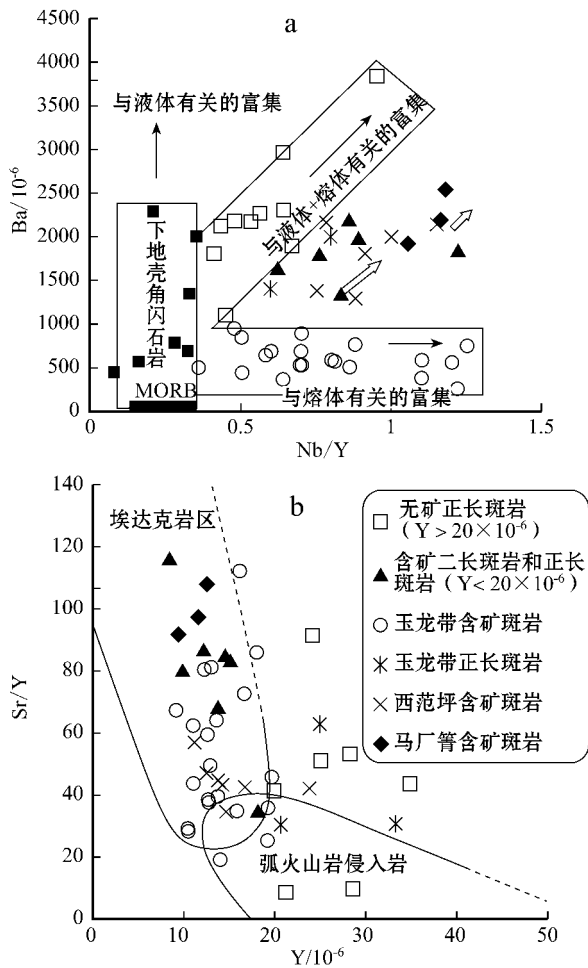 a
Ba/10⁻⁶
4500
4000
3500
3000
2500
2000
1500
1000
500
0
与液体有关的富集
与液体+熔体有关的富集
下地壳角闪石岩
MORB
与熔体有关的富集
0.5
1
1.5
Nb/Y
b
Sr/Y
140
120
100
80
60
40
20
0
埃达克岩区
弧火山岩侵入岩
无矿正长斑岩
(Y>20×10⁻⁶)
含矿二长斑岩和正长
斑岩(Y<20×10⁻⁶)
玉龙带含矿斑岩
玉龙带正长斑岩
西范坪含矿斑岩
马厂箐含矿斑岩
0
10
20
30
40
50
Y/10⁻⁶